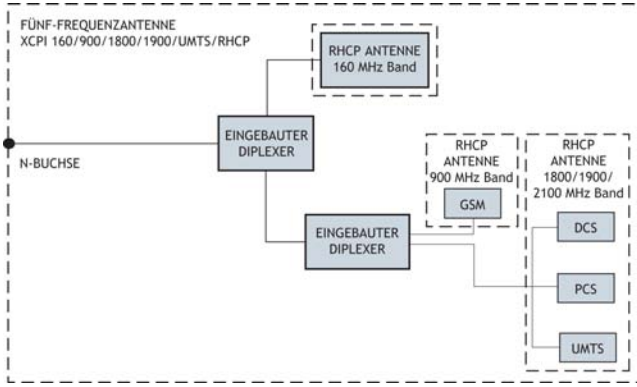 FÜNF-FREQUENZANTENNE
XCPI 160/900/1800/1900/UMTS/RHCP
RHCP ANTENNE
160 MHz Band
EINGEBAUTER
DIPLEXER
N-BUCHSE
RHCP
ANTENNE
900 MHz Band
GSM
RHCP
ANTENNE
1800/1900/
2100 MHz Band
EINGEBAUTER
DIPLEXER
DCS
PCS
UMTS